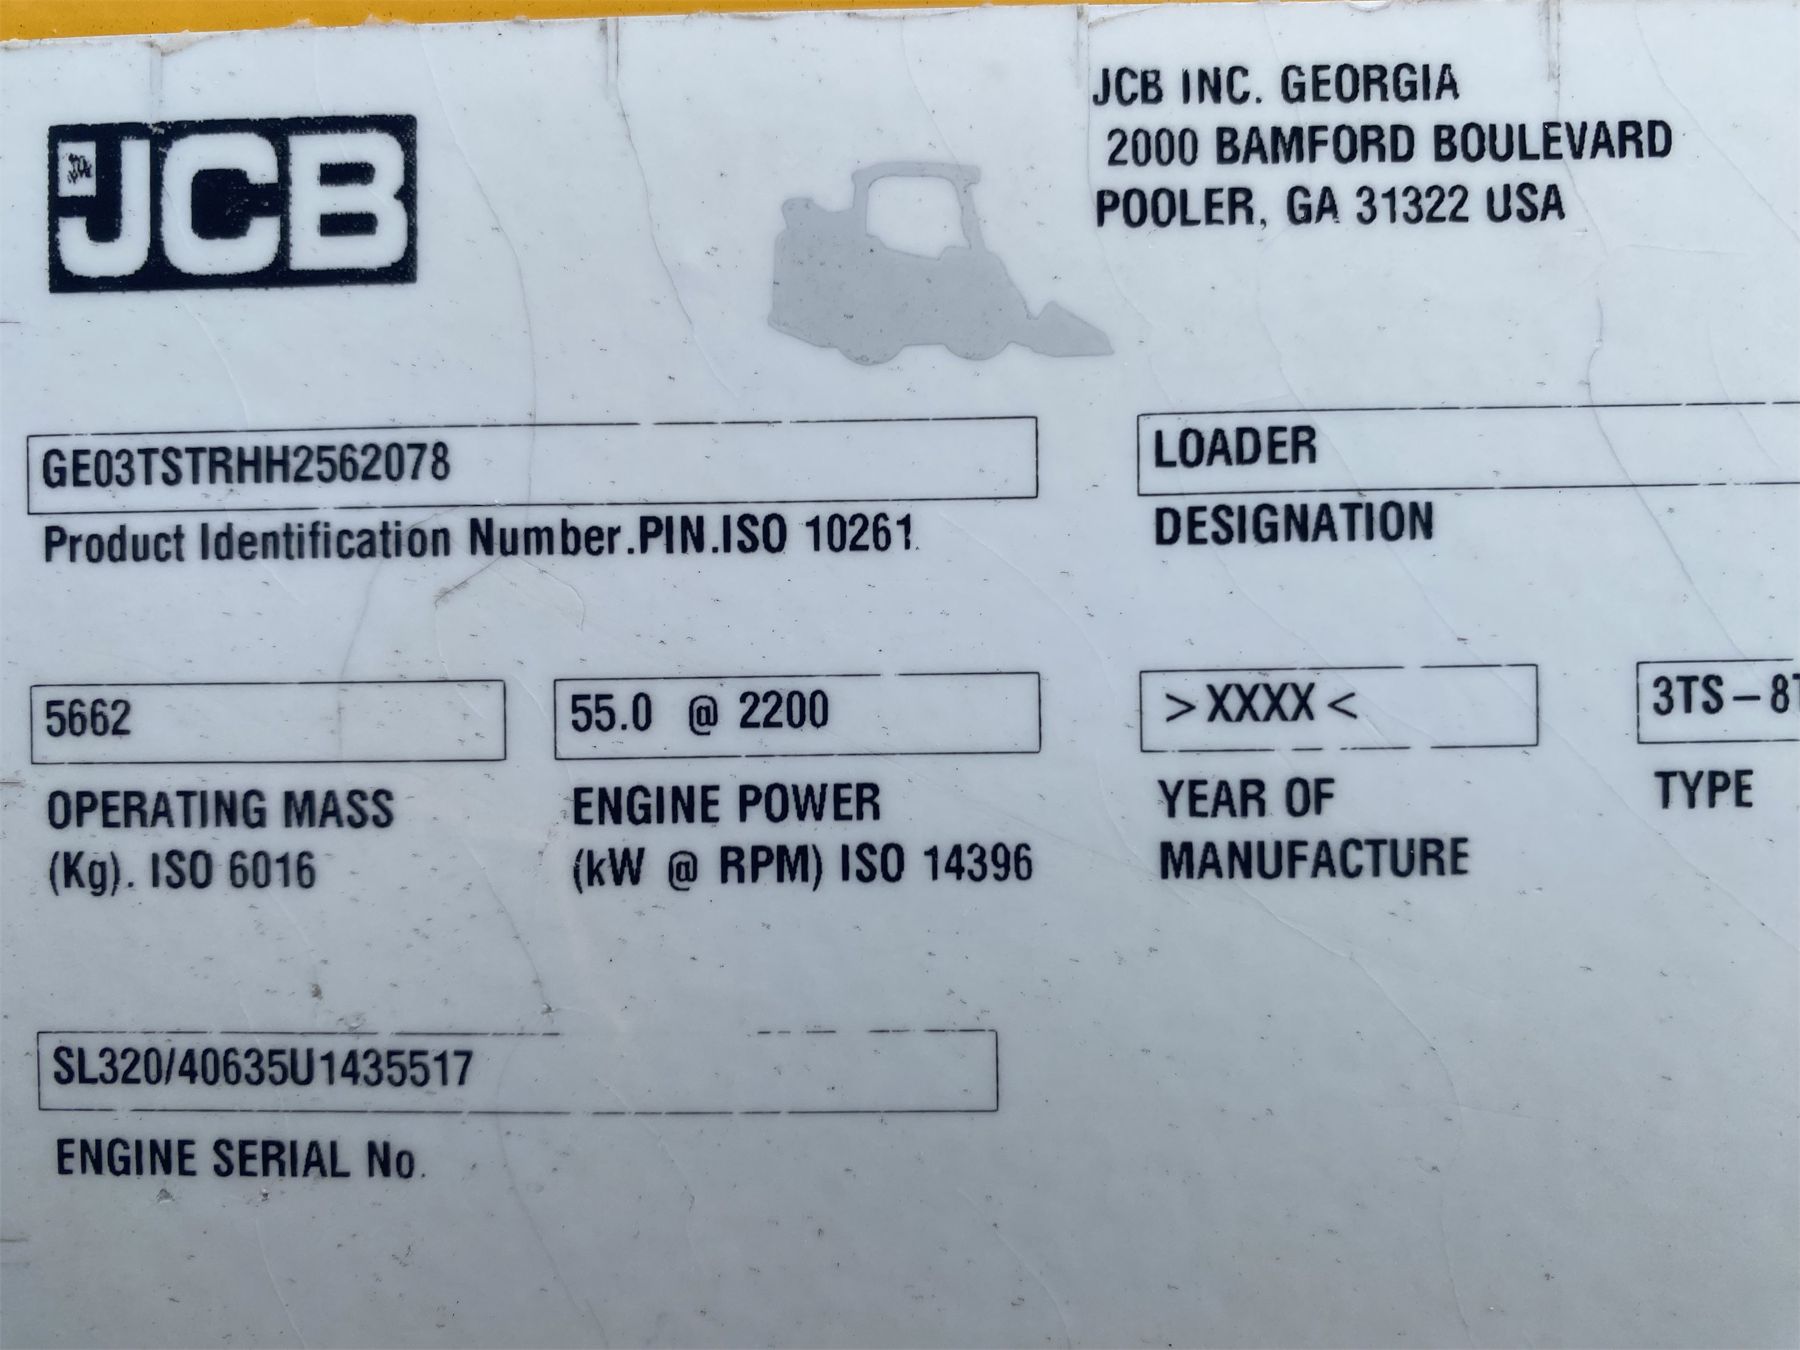 JCB
JCB INC. GEORGIA
2000 BAMFORD BOULEVARD
POOLER, GA 31322 USA
GE03TSTRHH2562078
LOADER
Product Identification Number.PIN.ISO 10261.
DESIGNATION
5662
55.0 @ 2200
>XXXX<
3TS-8T
OPERATING MASS
(Kg). ISO 6016
ENGINE POWER
(kW @ RPM) ISO 14396
YEAR OF
MANUFACTURE
TYPE
SL320/40635U1435517
ENGINE SERIAL No.